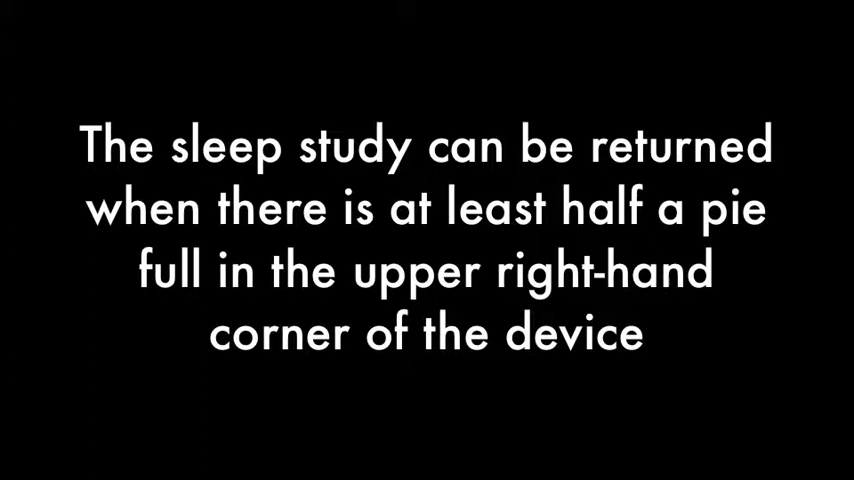 The sleep study can be returned
when there is at least half a pie
full in the upper right-hand
corner of the device